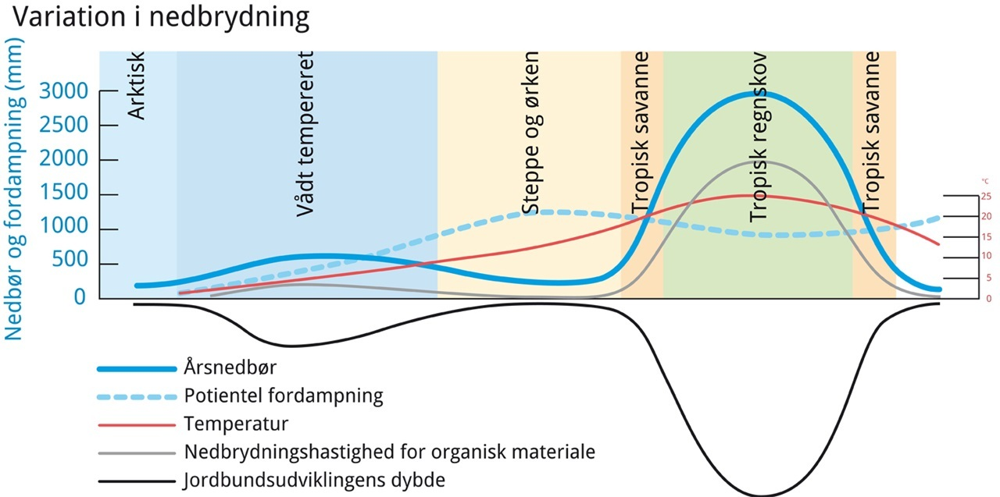 Variation i nedbrydning
Nedbør og fordampning (mm)
3000
2500
2000
1500
1000
500
0
Arktisk
Vådt tempereret
Steppe og ørken
Tropisk savanne
Tropisk regnskov
Tropisk savanne
°C
25
20
15
10
5
0
Årsnedbør
Potientel fordampning
Temperatur
Nedbrydningshastighed for organisk materiale
Jordbundsudviklingens dybde